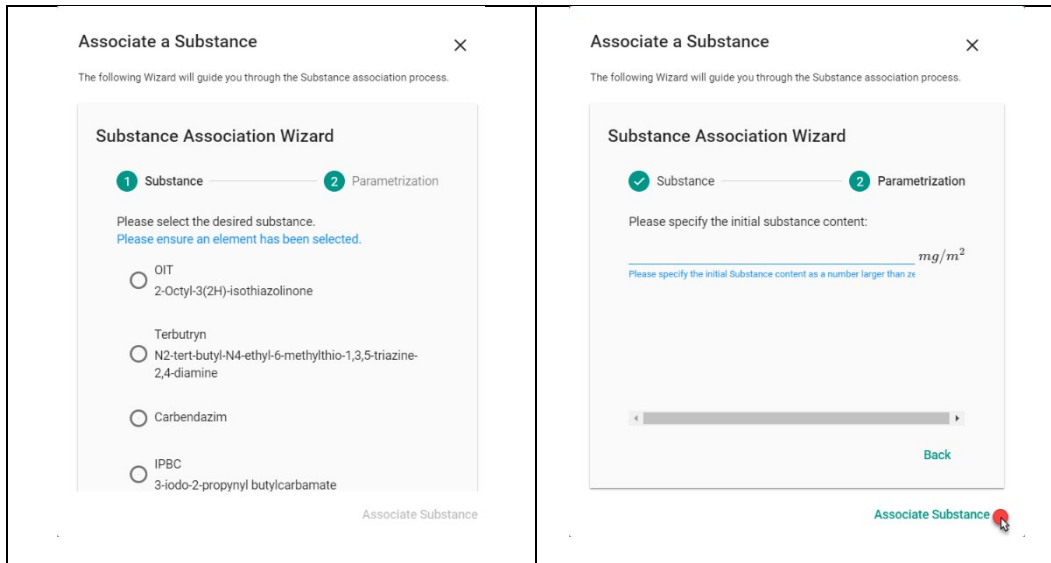 Associate a Substance
The following Wizard will guide you through the Substance association process.
Substance Association Wizard
1 Substance 2 Parametrization
Please select the desired substance.
Please ensure an element has been selected.
OIT
2-Octyl-3(2H)-isothiazolinone
Terbutryn
N2-tert-butyl-N4-ethyl-6-methylthio-1,3,5-triazine-
2,4-diamine
Carbendazim
IPBC
3-iodo-2-propynyl butylcarbamate
Associate Substance
Associate a Substance
The following Wizard will guide you through the Substance association process.
Substance Association Wizard
Substance 2 Parametrization
Please specify the initial substance content:
mg/m²
Please specify the initial Substance content as a number larger than ze
Back
Associate Substance